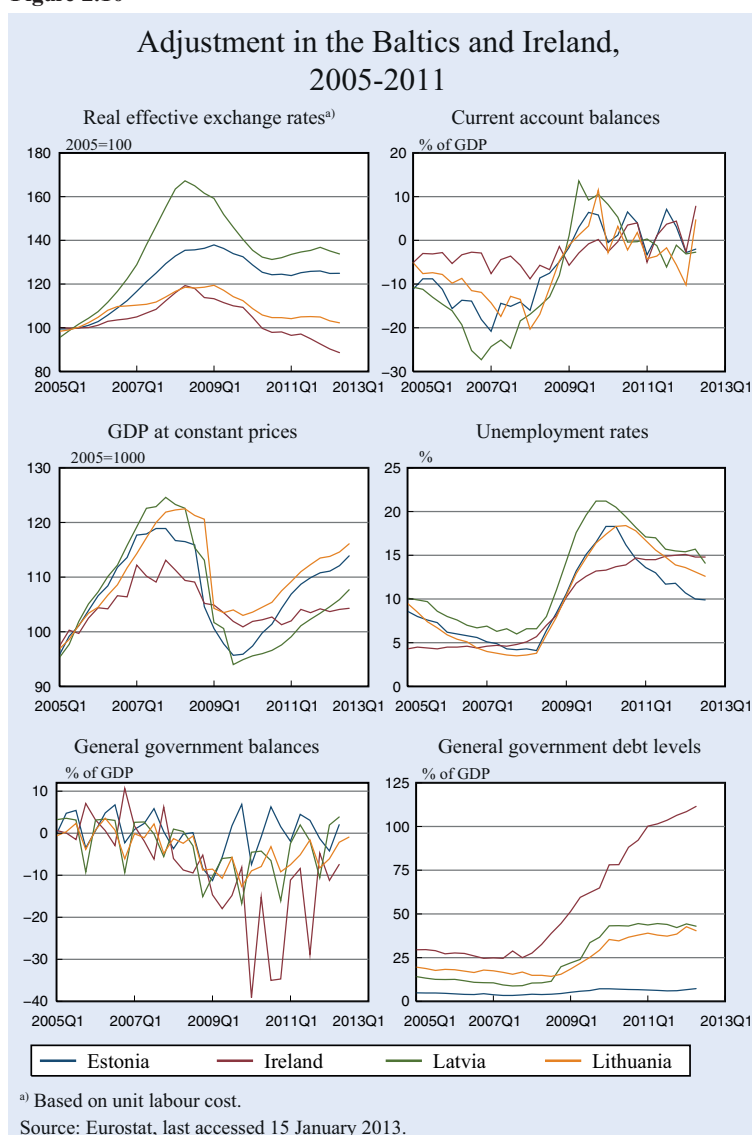 Adjustment in the Baltics and Ireland,
2005-2011
Real effective exchange rates a)
2005=100
180
160
140
120
100
80
2005Q1 2007Q1 2009Q1 2011Q1 2013Q1
Current account balances
% of GDP
20
10
0
−10
−20
−30
2005Q1 2007Q1 2009Q1 2011Q1 2013Q1
GDP at constant prices
2005=1000
130
120
110
100
90
2005Q1 2007Q1 2009Q1 2011Q1 2013Q1
Unemployment rates
%
25
20
15
10
5
0
2005Q1 2007Q1 2009Q1 2011Q1 2013Q1
General government balances
% of GDP
10
0
−10
−20
−30
−40
2005Q1 2007Q1 2009Q1 2011Q1 2013Q1
General government debt levels
% of GDP
125
100
75
50
25
0
2005Q1 2007Q1 2009Q1 2011Q1 2013Q1
Estonia Ireland Latvia Lithuania
a) Based on unit labour cost.
Source: Eurostat, last accessed 15 January 2013.